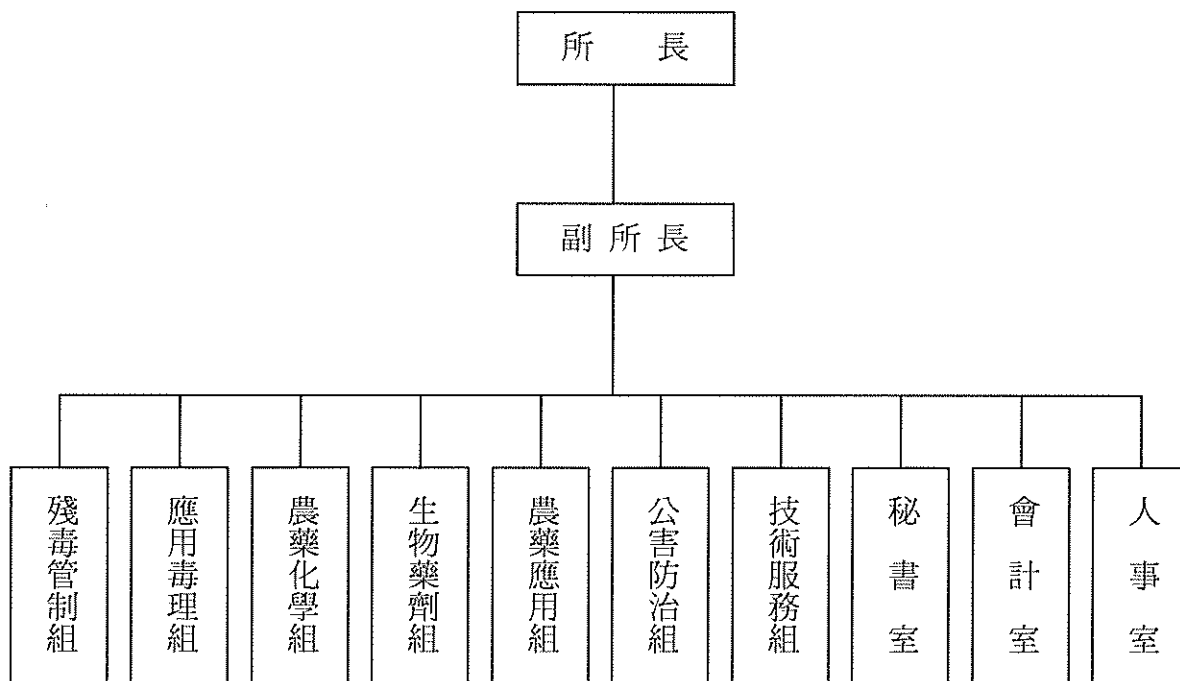 所長
副所長
殘毒管制組
應用毒理組
農藥化學組
生物藥劑組
農藥應用組
公害防治組
技術服務組
秘書室
會計室
人事室